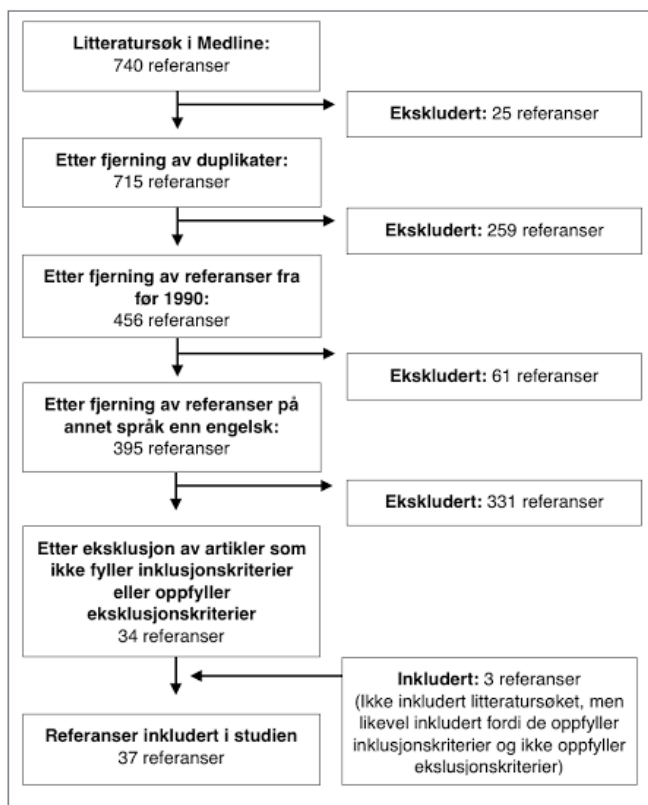 Litteratursøk i Medline:
740 referanser
Ekskludert: 25 referanser
Etter fjerning av duplikater:
715 referanser
Ekskludert: 259 referanser
Etter fjerning av referanser fra
før 1990:
456 referanser
Ekskludert: 61 referanser
Etter fjerning av referanser på
annet språk enn engelsk:
395 referanser
Ekskludert: 331 referanser
Etter eksklusjon av artikler som
ikke fyller inklusjonskriterier
eller oppfyller
eksklusjonskriterier
34 referanser
Inkludert: 3 referanser
(Ikke inkludert litteratursøket, men
likevel inkludert fordi de oppfyller
inklusjonskriterier og ikke oppfyller
ekslusjonskriterier)
Referanser inkludert i studien
37 referanser